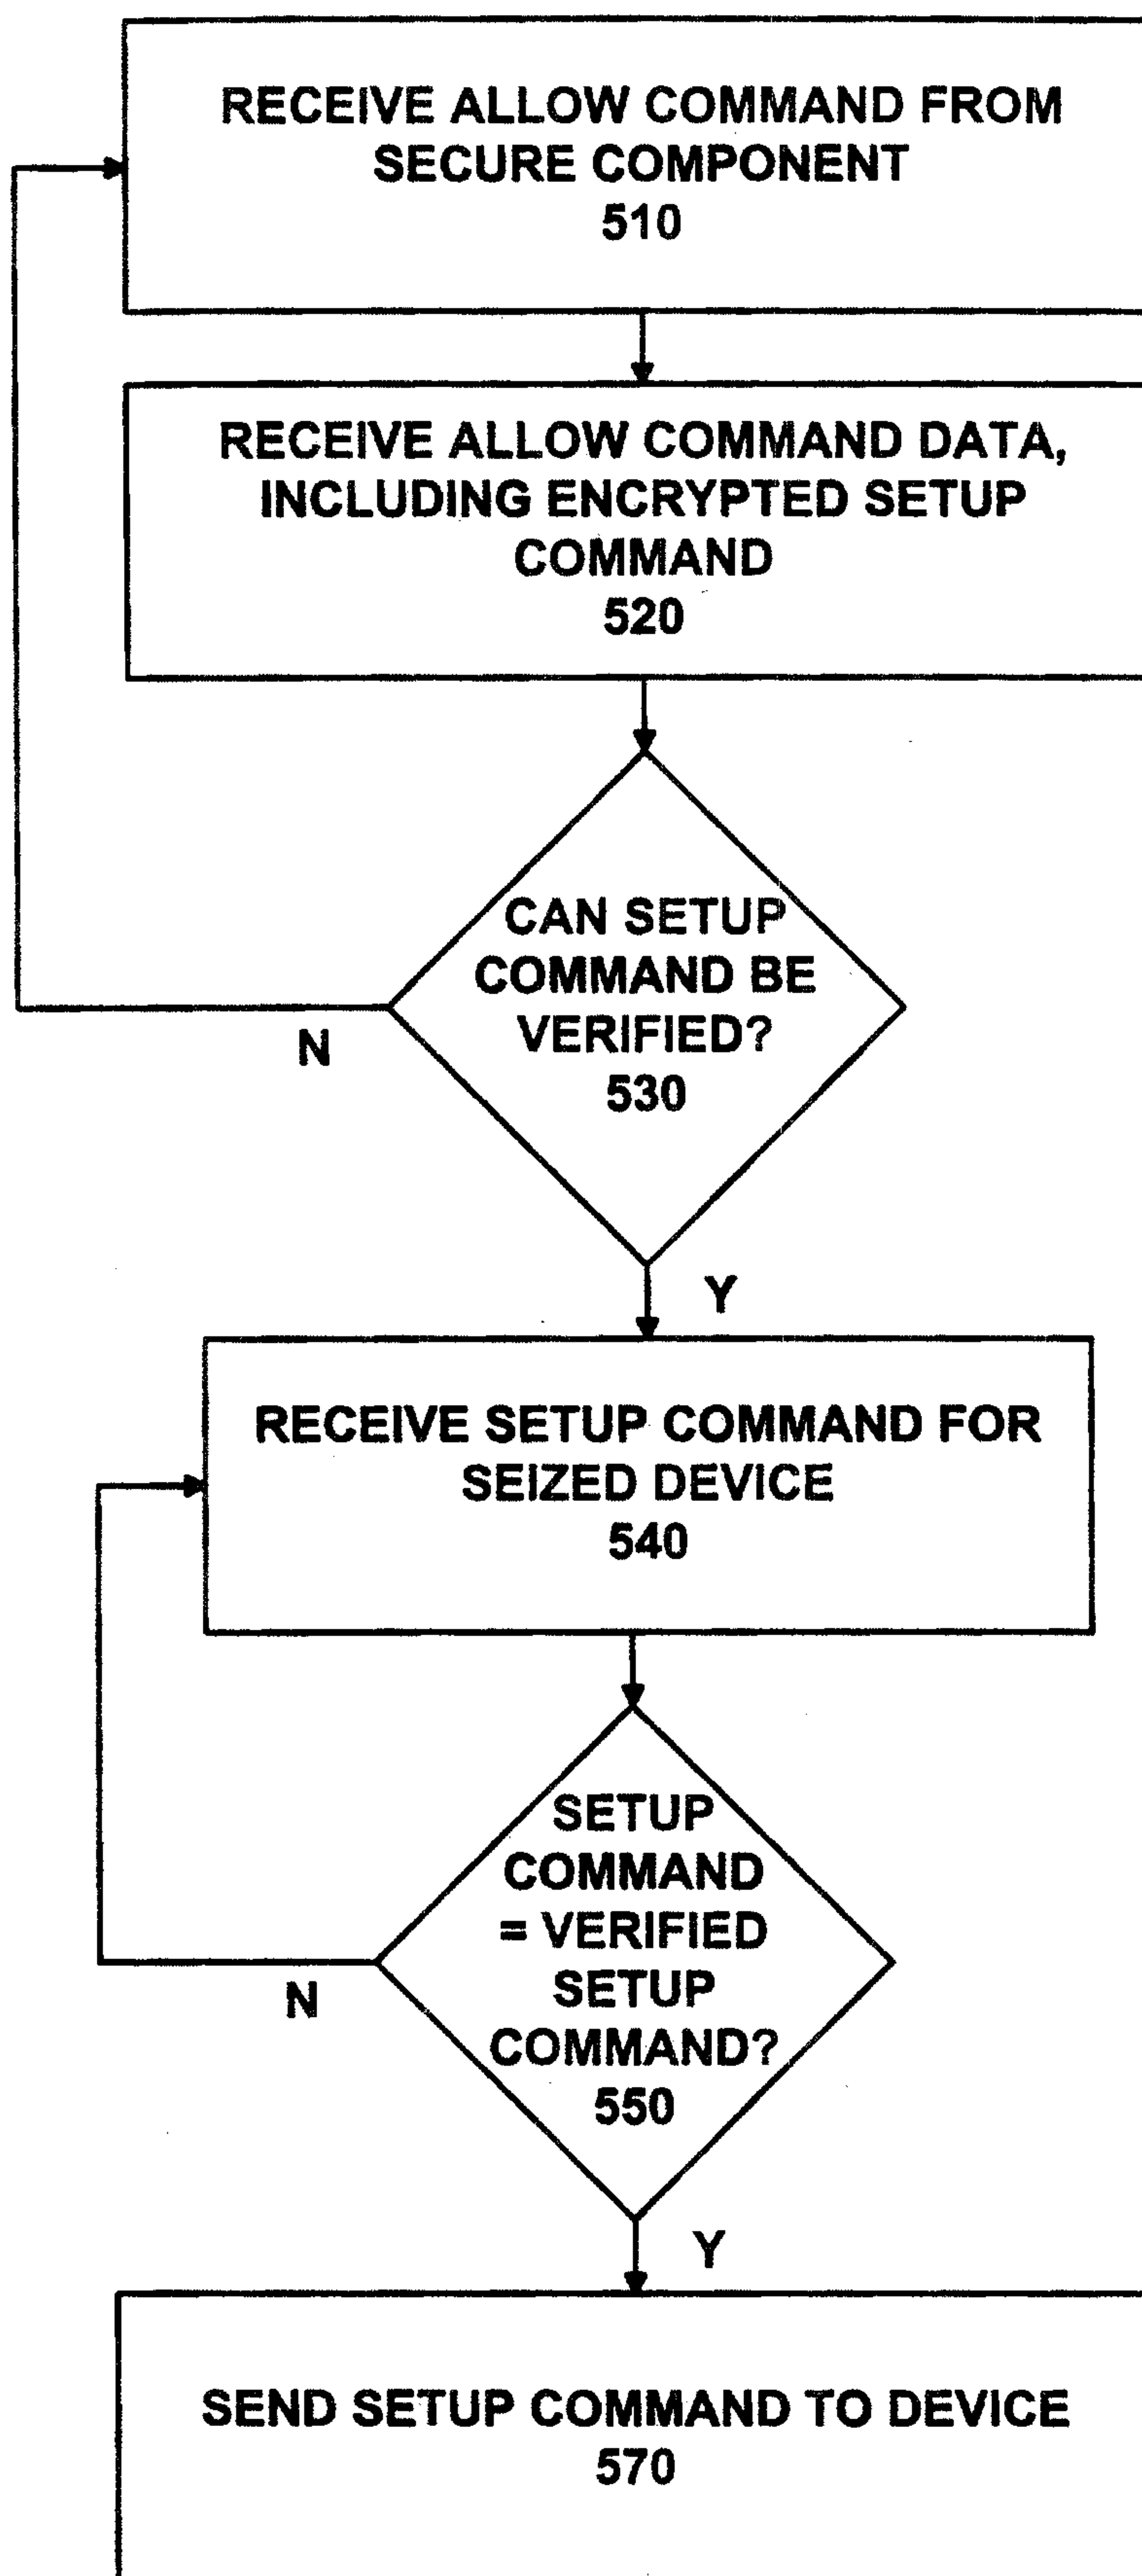 RECEIVE ALLOW COMMAND FROM
SECURE COMPONENT
510
RECEIVE ALLOW COMMAND DATA,
INCLUDING ENCRYPTED SETUP
COMMAND
520
CAN SETUP
COMMAND BE
VERIFIED?
530
N
Y
RECEIVE SETUP COMMAND FOR
SEIZED DEVICE
540
SETUP
COMMAND
= VERIFIED
SETUP
COMMAND?
550
N
Y
SEND SETUP COMMAND TO DEVICE
570